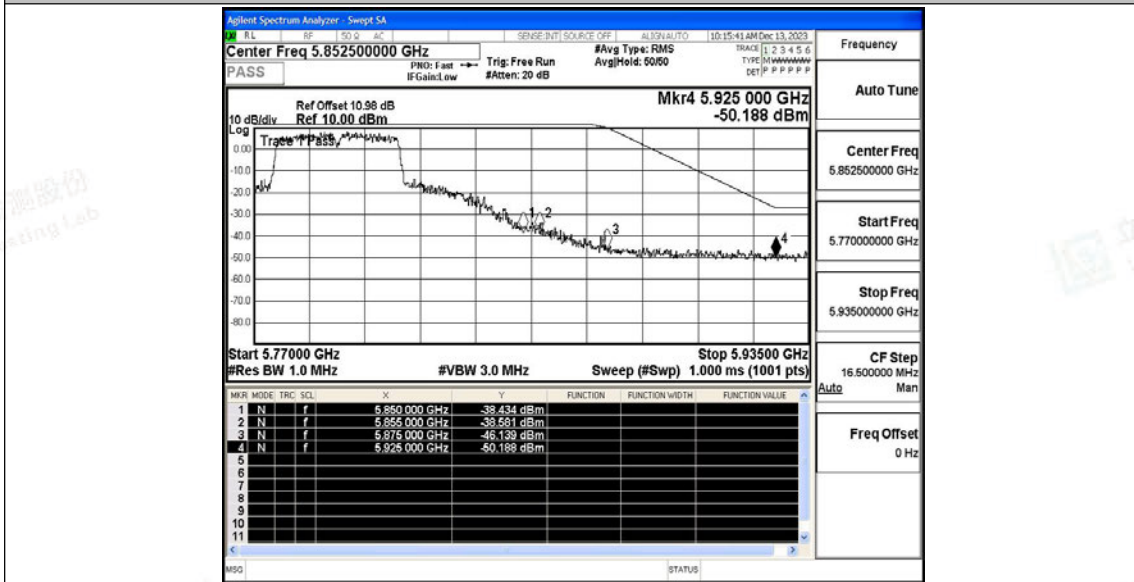 Agilent Spectrum Analyzer - Swept SA
RL RF 50 Ω AC SENSE:INT SOURCE OFF ALIGN AUTO 10:15:41 AM Dec 13, 2023
Center Freq 5.852500000 GHz
PASS
PNO: Fast
IFGain:Low
Trig: Free Run
#Atten: 20 dB
#Avg Type: RMS
Avg|Hold: 50/50
TRACE 1 2 3 4 5 6
TYPE M
DET P P P P P P
Frequency
Auto Tune
Center Freq
5.852500000 GHz
Start Freq
5.770000000 GHz
Stop Freq
5.935000000 GHz
CF Step
16.500000 MHz
Auto Man
Freq Offset
0 Hz
Mkr4 5.925 000 GHz
-50.188 dBm
Ref Offset 10.98 dB
10 dB/div Ref 10.00 dBm
Log
Trace 1 Pass
0.00
-10.0
-20.0
-30.0
-40.0
-50.0
-60.0
-70.0
-80.0
1 2
3
4
Start 5.77000 GHz Stop 5.93500 GHz
#Res BW 1.0 MHz #VBW 3.0 MHz Sweep (#Swp) 1.000 ms (1001 pts)
MKR MODE TRC SCL X Y FUNCTION FUNCTION WIDTH FUNCTION VALUE
1 N f 5.850 000 GHz -38.434 dBm
2 N f 5.855 000 GHz -38.581 dBm
3 N f 5.875 000 GHz -46.139 dBm
4 N f 5.925 000 GHz -50.188 dBm
5
6
7
8
9
10
11
MSG STATUS